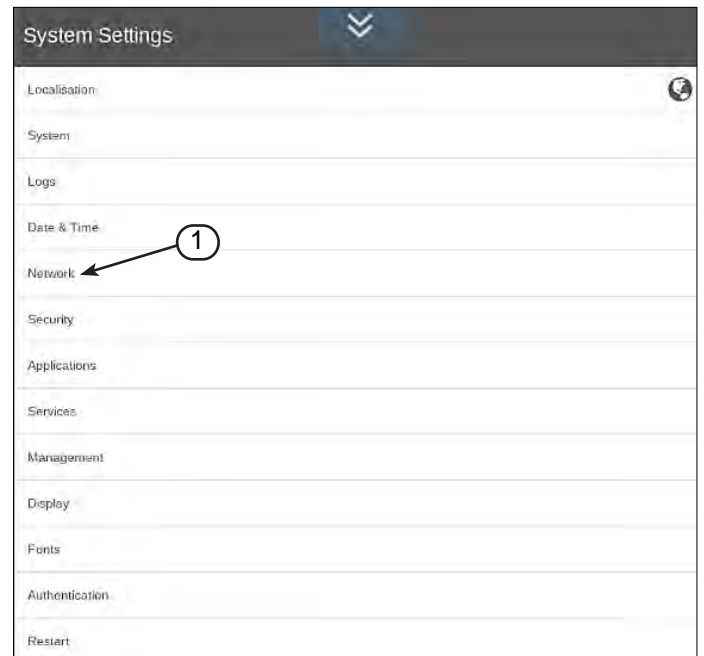 System Settings
Localisation
System
Logs
Date & Time
1
Network
Security
Applications
Services
Management
Display
Fonts
Authentication
Restart